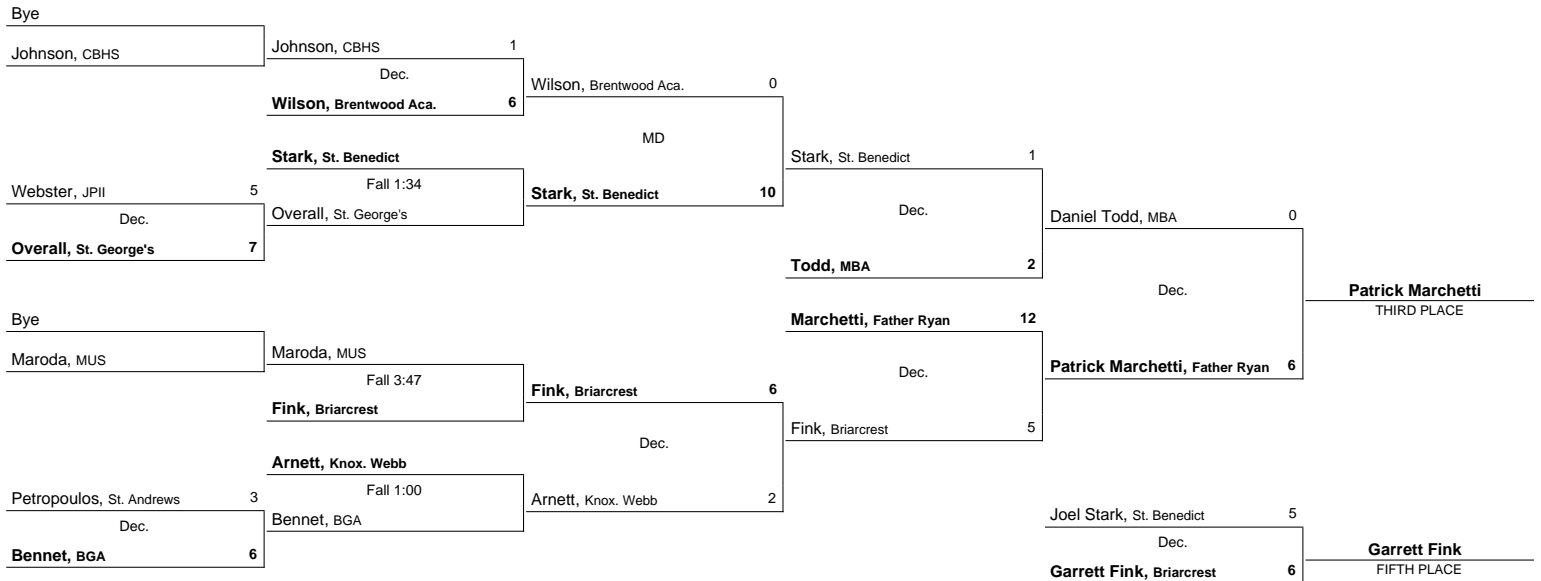 Bye
Johnson, CBHS
Webster, JPII 5
Dec.
Overall, St. George's 7
Bye
Maroda, MUS
Petropoulos, St. Andrews 3
Dec.
Bennet, BGA 6
Johnson, CBHS 1
Dec.
Wilson, Brentwood Aca. 6
Stark, St. Benedict
Fall 1:34
Overall, St. George's
Maroda, MUS
Fall 3:47
Fink, Briarcrest
Arnett, Knox. Webb
Fall 1:00
Bennet, BGA
Wilson, Brentwood Aca. 0
MD
Stark, St. Benedict 10
Fink, Briarcrest 6
Dec.
Arnett, Knox. Webb 2
Stark, St. Benedict 1
Dec.
Todd, MBA 2
Marchetti, Father Ryan 12
Dec.
Fink, Briarcrest 5
Daniel Todd, MBA 0
Dec.
Patrick Marchetti, Father Ryan 6
Patrick Marchetti
THIRD PLACE
Joel Stark, St. Benedict 5
Dec.
Garrett Fink, Briarcrest 6
Garrett Fink
FIFTH PLACE